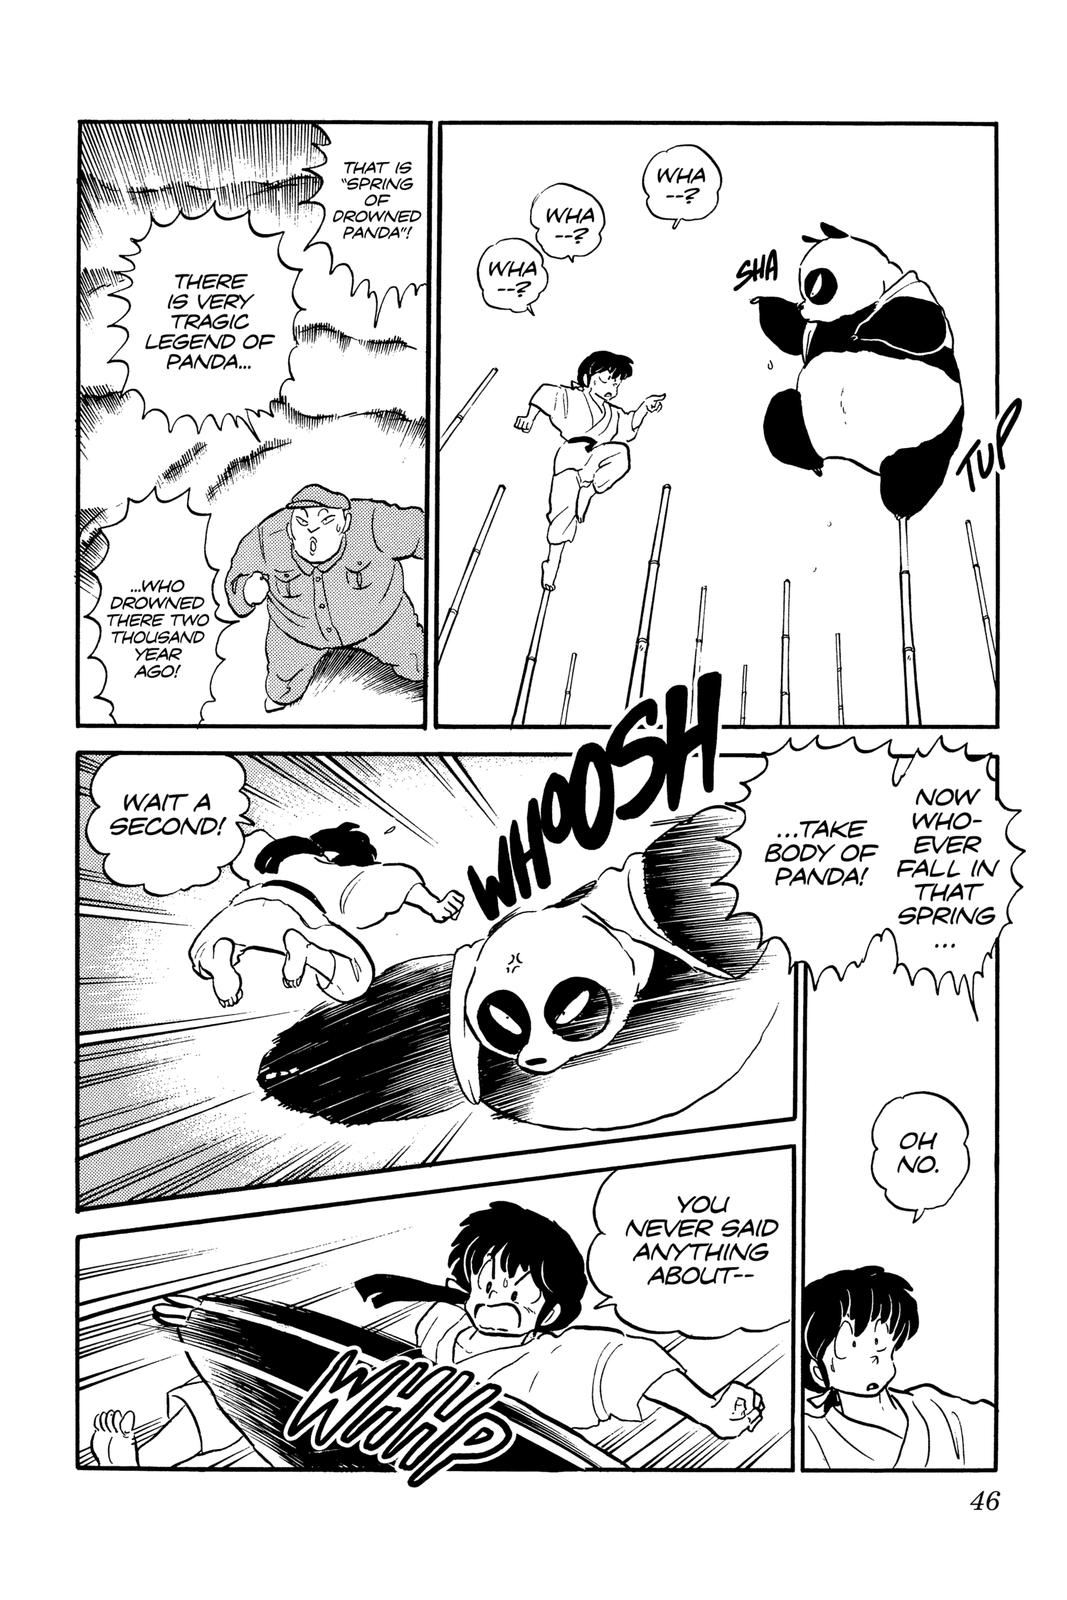 WHA
--?
WHA
--?
WHA
--?
SHA
TUP
THAT IS
"SPRING
OF
DROWNED
PANDA"!
THERE
IS VERY
TRAGIC
LEGEND OF
PANDA...
...WHO
DROWNED
THERE TWO
THOUSAND
YEAR
AGO!
NOW
WHO-
EVER
FALL IN
THAT
SPRING
...
...TAKE
BODY OF
PANDA!
OH
NO.
WHOOSH
WAIT A
SECOND!
YOU
NEVER SAID
ANYTHING
ABOUT--
WHHP
46